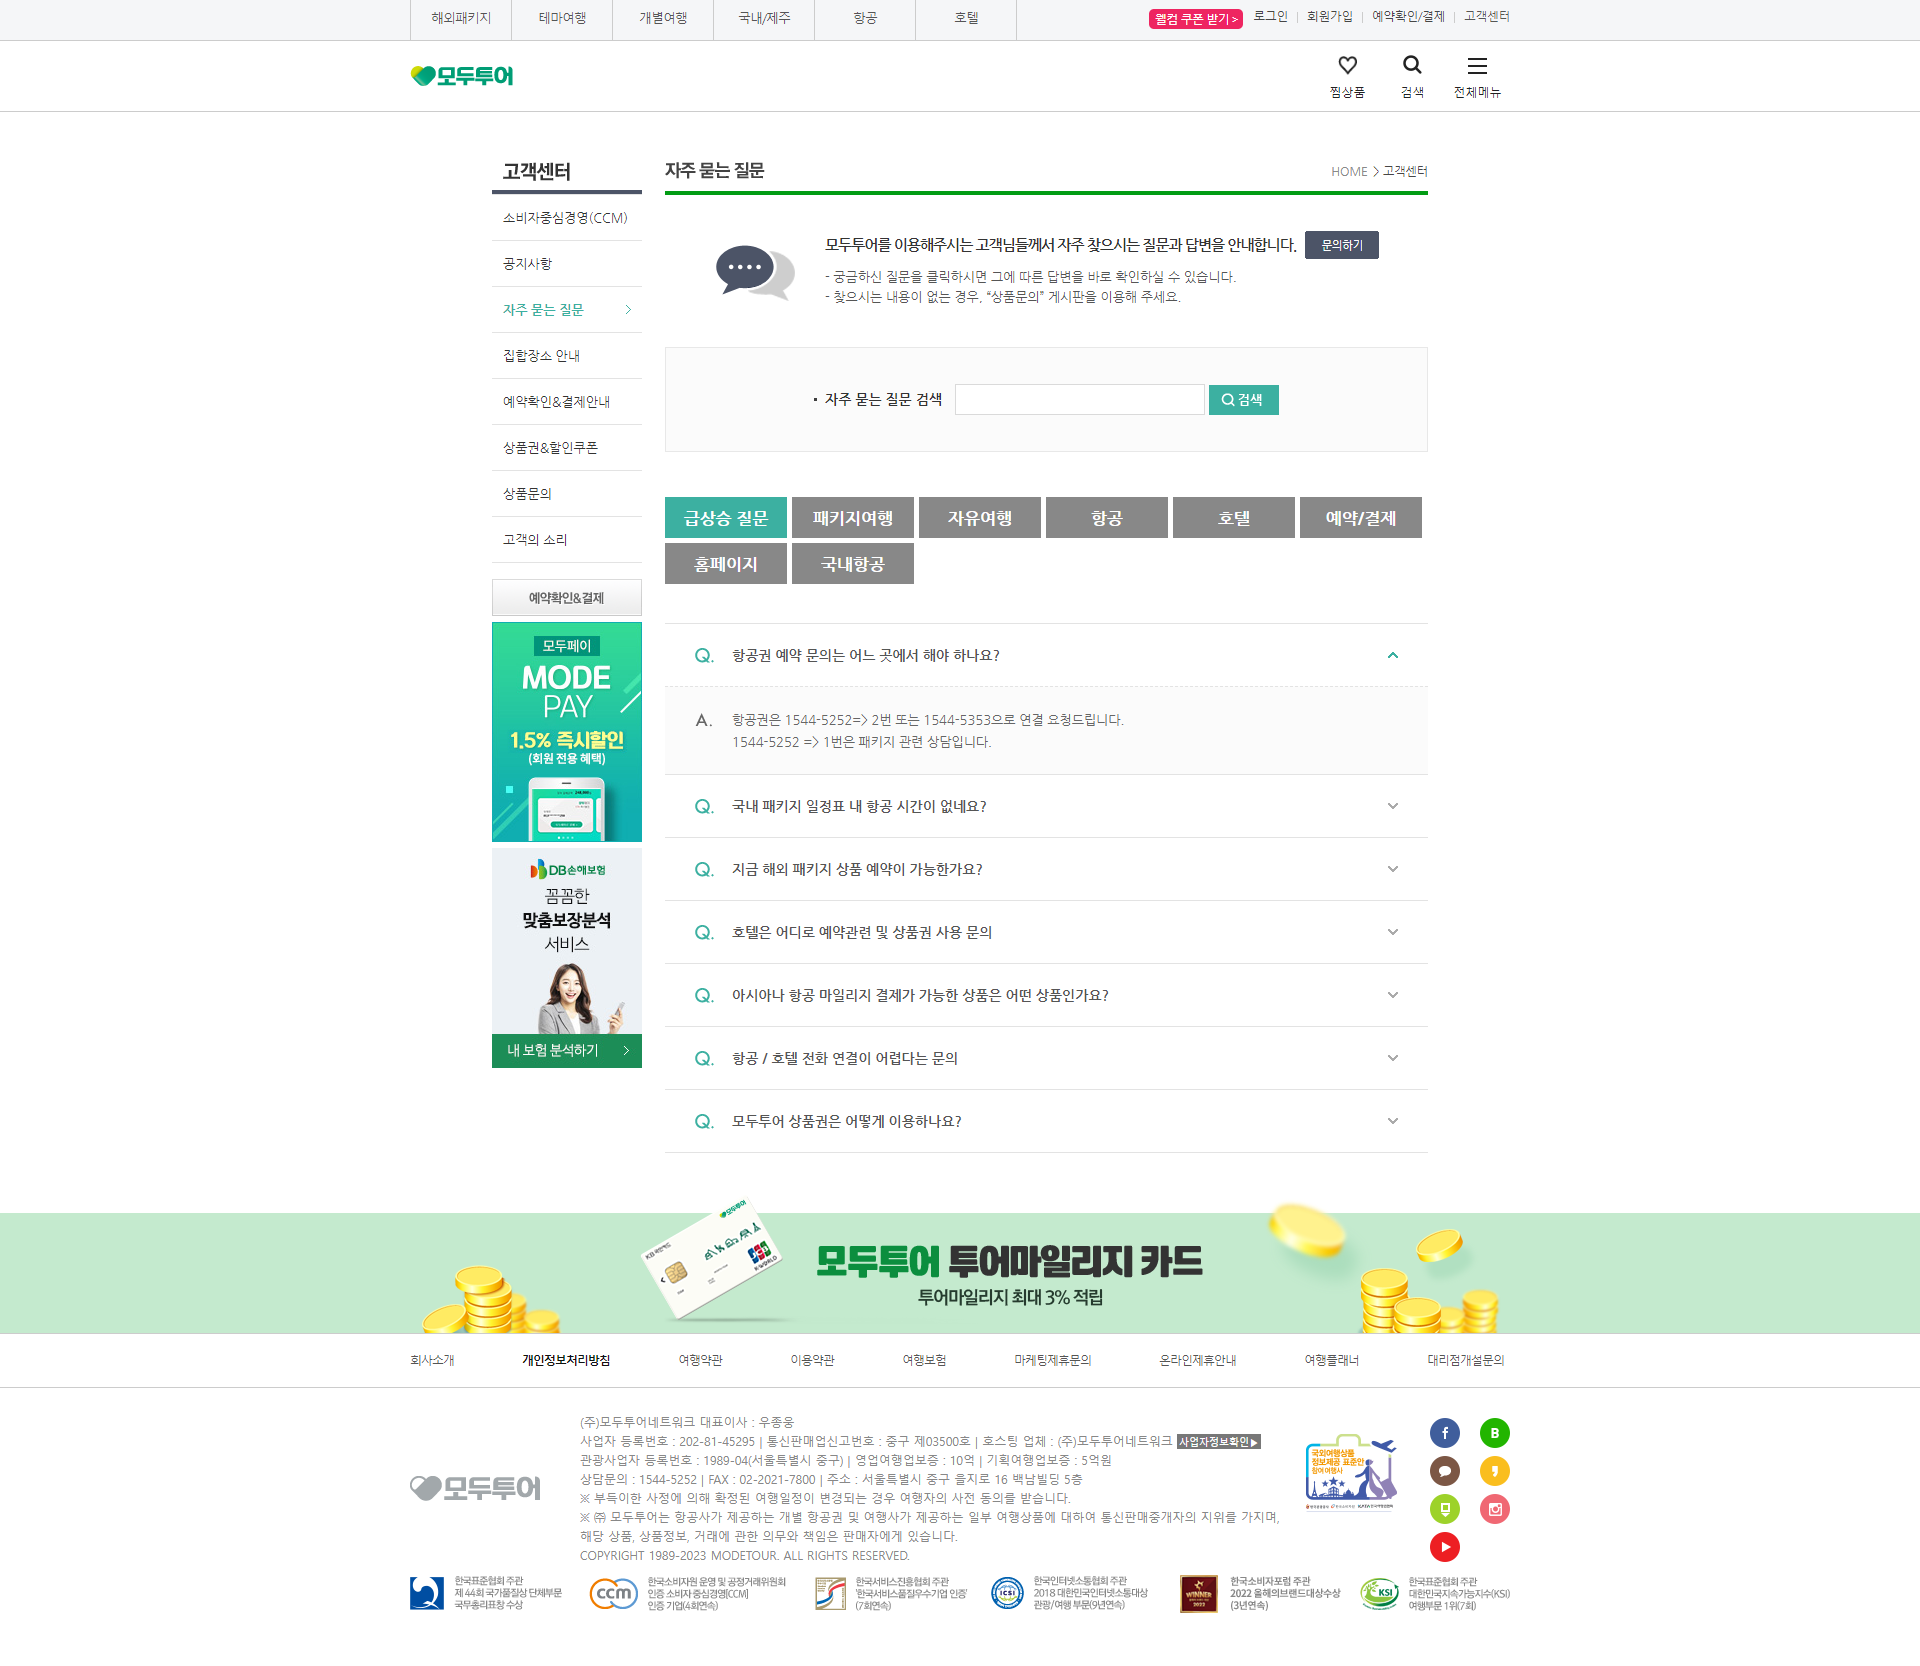 해외패키지
테마여행
개별여행
국내/제주
항공
호텔
웰컴 쿠폰 받기 >
로그인
회원가입
예약확인/결제
고객센터
모두투어
찜상품
검색
전체메뉴
고객센터
소비자중심경영(CCM)
공지사항
자주 묻는 질문
집합장소 안내
예약확인&결제안내
상품권&할인쿠폰
상품문의
고객의 소리
예약확인&결제
모두페이
MODE
PAY
1.5% 즉시할인
(회원 전용 혜택)
DB손해보험
꼼꼼한
맞춤보장분석
서비스
내 보험 분석하기
자주 묻는 질문
HOME > 고객센터
모두투어를 이용해주시는 고객님들께서 자주 찾으시는 질문과 답변을 안내합니다.
문의하기
- 궁금하신 질문을 클릭하시면 그에 따른 답변을 바로 확인하실 수 있습니다.
- 찾으시는 내용이 없는 경우, “상품문의” 게시판을 이용해 주세요.
자주 묻는 질문 검색
검색
급상승 질문
패키지여행
자유여행
항공
호텔
예약/결제
홈페이지
국내항공
Q. 항공권 예약 문의는 어느 곳에서 해야 하나요?
A. 항공권은 1544-5252=> 2번 또는 1544-5353으로 연결 요청드립니다.
1544-5252 => 1번은 패키지 관련 상담입니다.
Q. 국내 패키지 일정표 내 항공 시간이 없네요?
Q. 지금 해외 패키지 상품 예약이 가능한가요?
Q. 호텔은 어디로 예약관련 및 상품권 사용 문의
Q. 아시아나 항공 마일리지 결제가 가능한 상품은 어떤 상품인가요?
Q. 항공 / 호텔 전화 연결이 어렵다는 문의
Q. 모두투어 상품권은 어떻게 이용하나요?
모두투어
KB 국민카드
K-WORLD
모두투어 투어마일리지 카드
투어마일리지 최대 3% 적립
회사소개
개인정보처리방침
여행약관
이용약관
여행보험
마케팅제휴문의
온라인제휴안내
여행플래너
대리점개설문의
모두투어
(주)모두투어네트워크 대표이사 : 우종웅
사업자 등록번호 : 202-81-45295 | 통신판매업신고번호 : 중구 제03500호 | 호스팅 업체 : (주)모두투어네트워크 사업자정보확인▶
관광사업자 등록번호 : 1989-04(서울특별시 중구) | 영업여행업보증 : 10억 | 기획여행업보증 : 5억원
상담문의 : 1544-5252 | FAX : 02-2021-7800 | 주소 : 서울특별시 중구 을지로 16 백남빌딩 5층
※ 부득이한 사정에 의해 확정된 여행일정이 변경되는 경우 여행자의 사전 동의를 받습니다.
※ ㈜ 모두투어는 항공사가 제공하는 개별 항공권 및 여행사가 제공하는 일부 여행상품에 대하여 통신판매중개자의 지위를 가지며,
해당 상품, 상품정보, 거래에 관한 의무와 책임은 판매자에게 있습니다.
COPYRIGHT 1989-2023 MODETOUR. ALL RIGHTS RESERVED.
국외여행상품
정보제공 표준안
참여 여행사
한국표준협회 주관
제 44회 국가품질상 단체부문
국무총리표창 수상
ccm
한국소비자원 운영 및 공정거래위원회
인증 소비자 중심경영(CCM)
인증 기업(4회연속)
한국서비스진흥협회 주관
'한국서비스품질우수기업 인증'
(7회연속)
ICSI
한국인터넷소통협회 주관
2018 대한민국인터넷소통대상
관광/여행 부문(9년연속)
WINNER
2022
한국소비자포럼 주관
2022 올해의브랜드대상수상
(3년연속)
KSI
한국표준협회 주관
대한민국지속가능지수(KSI)
여행부문 1위(7회)